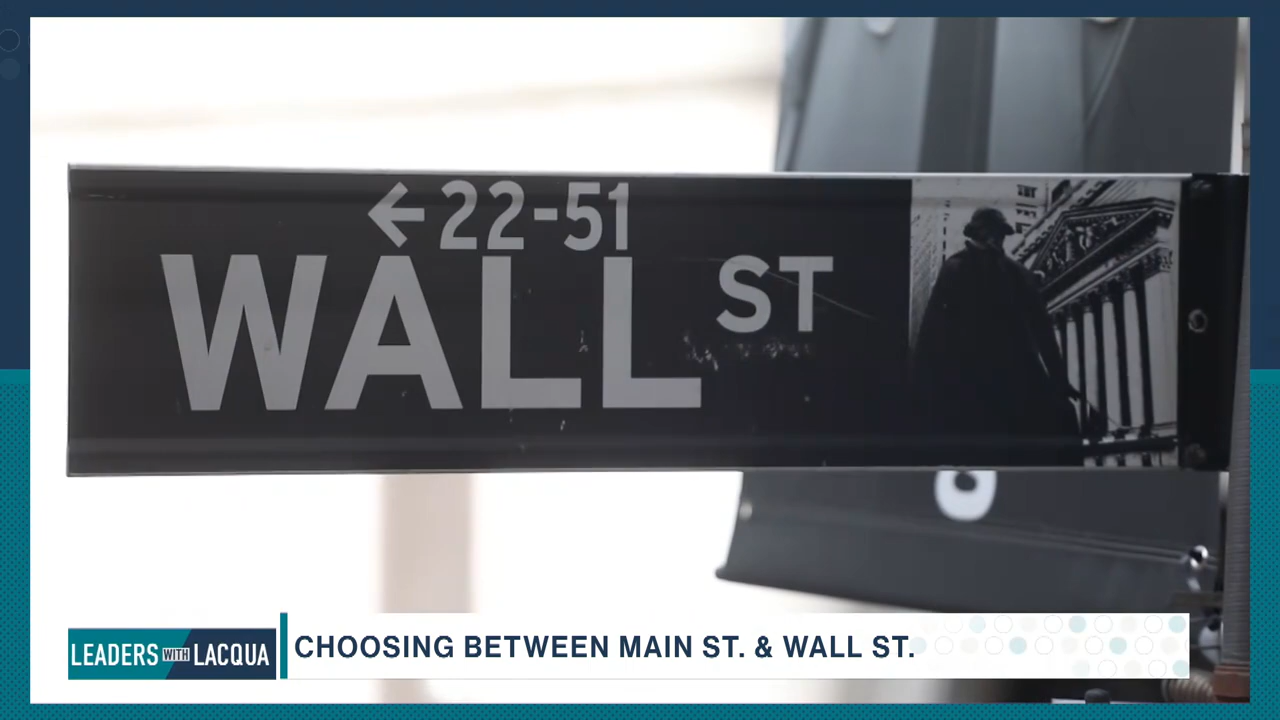 ←22-51
WALL ST
LEADERS WITH LACQUA
CHOOSING BETWEEN MAIN ST. & WALL ST.